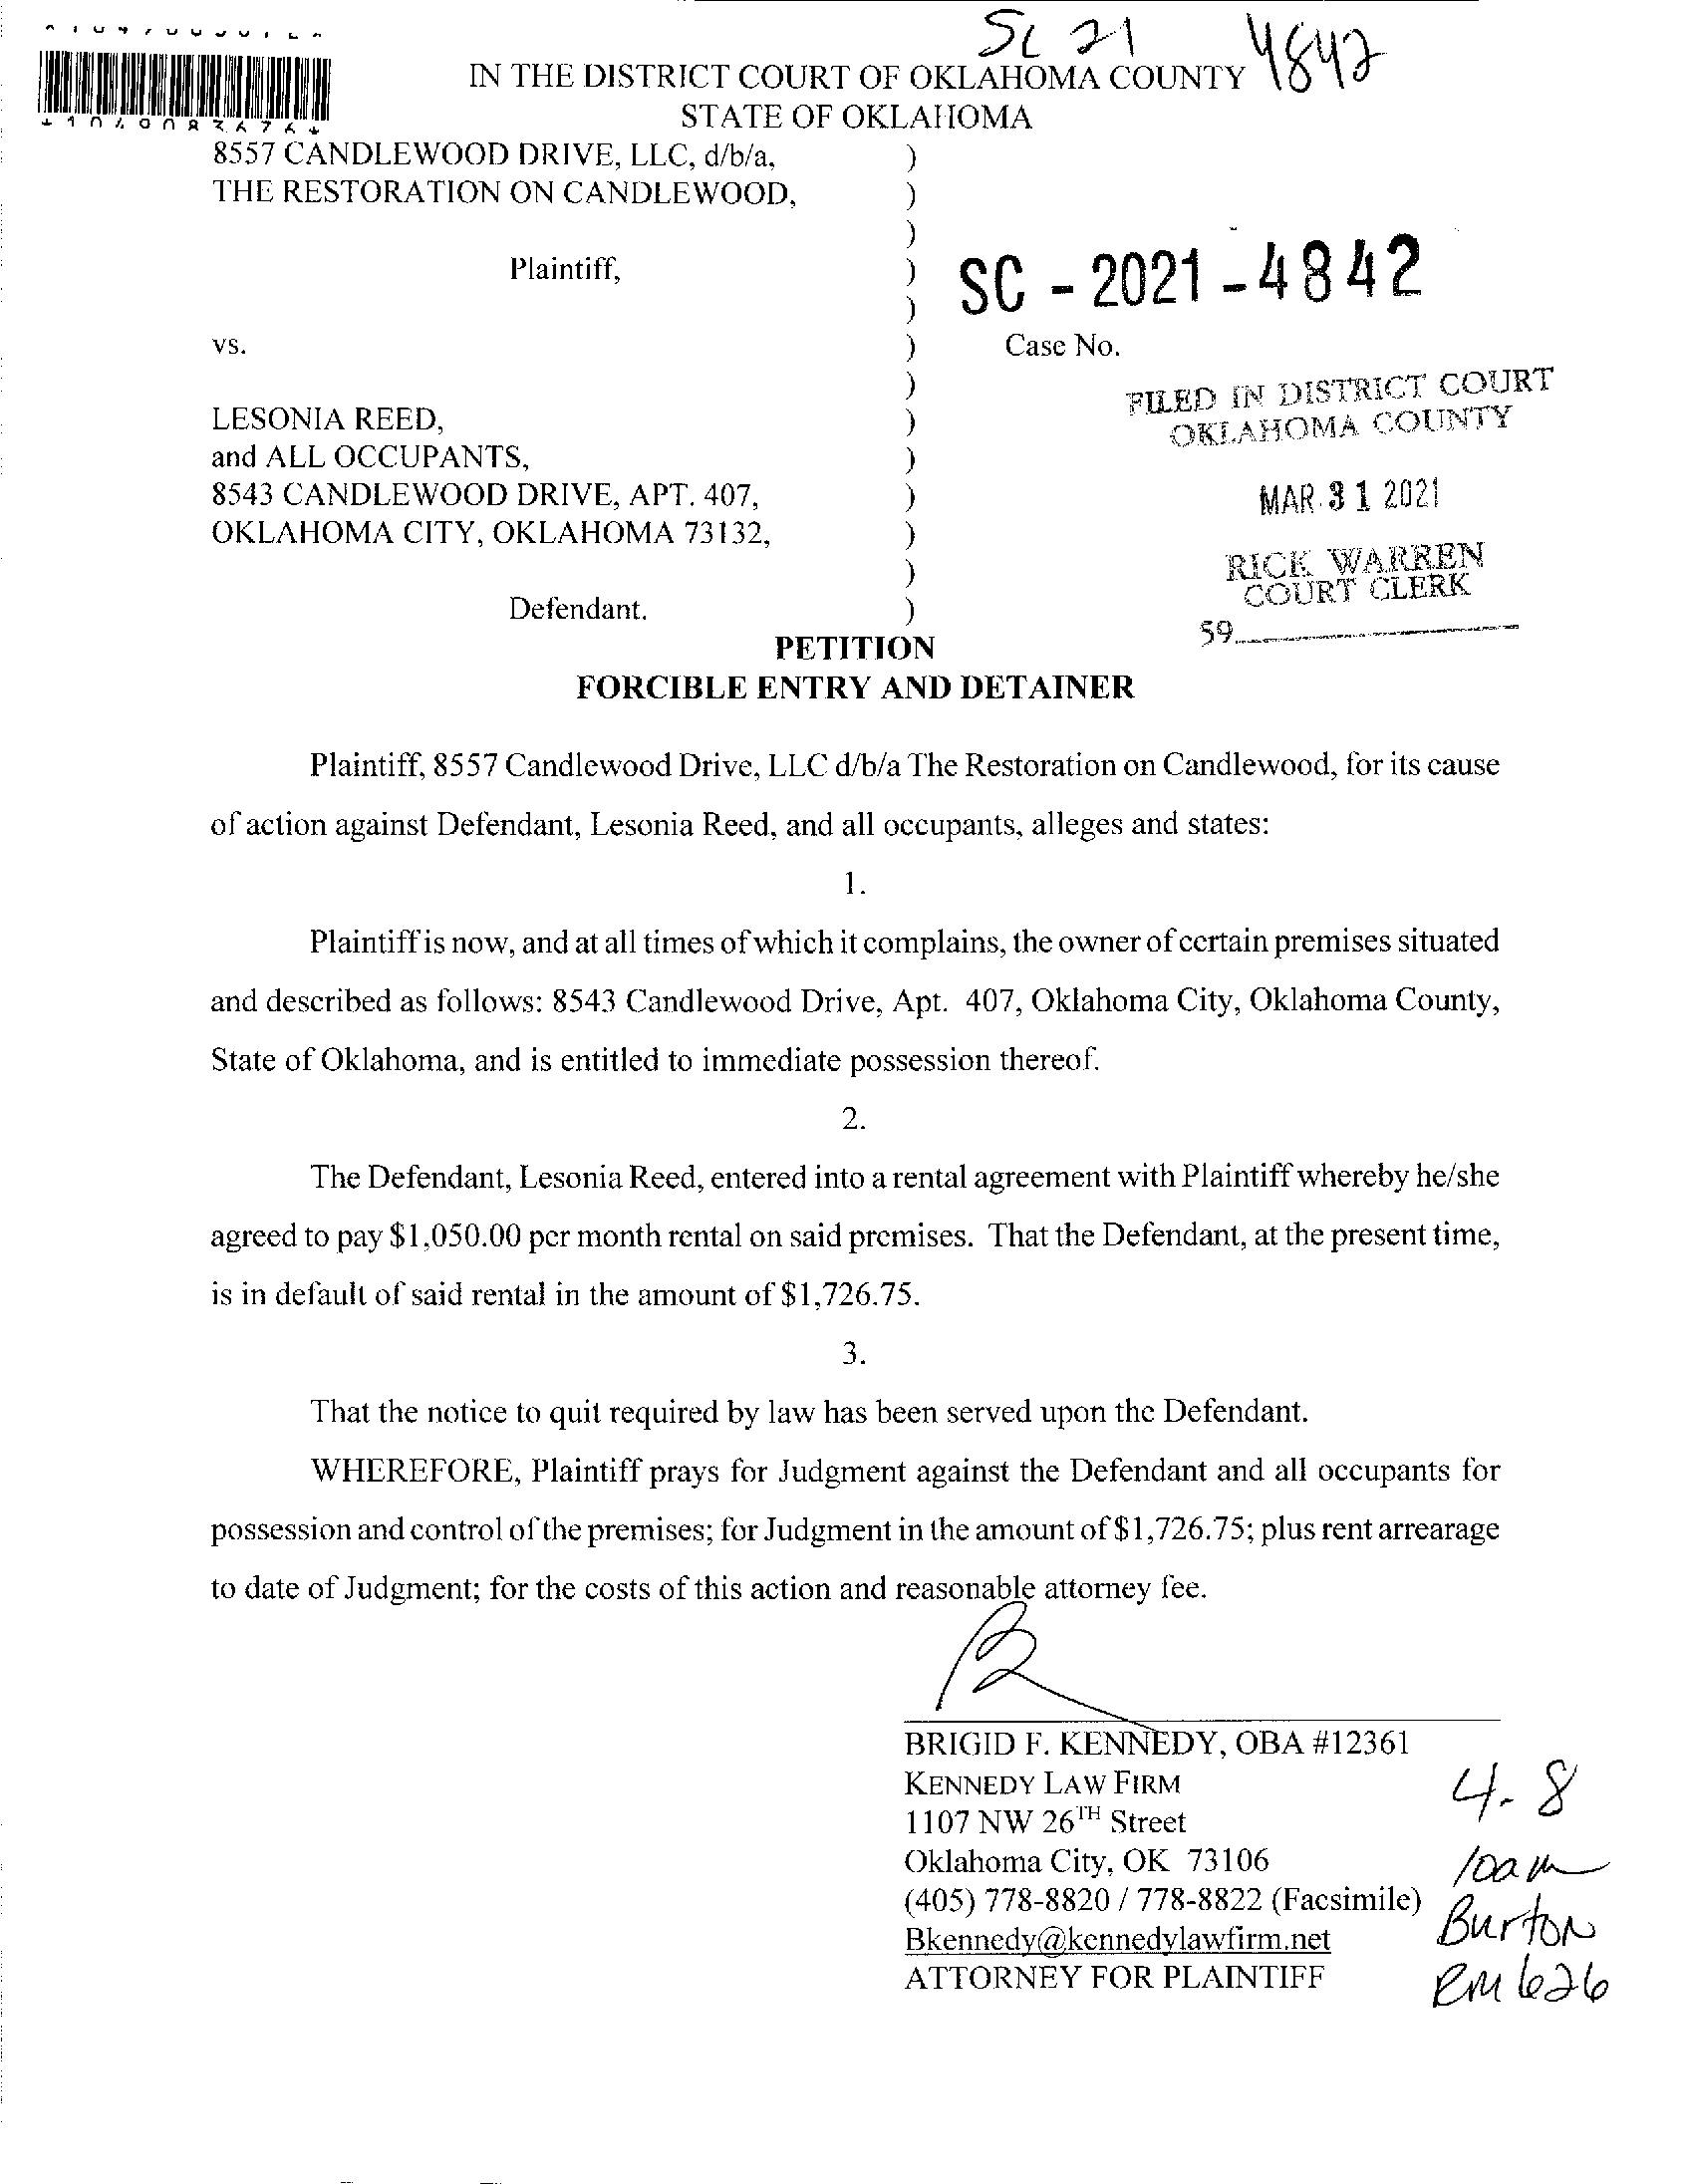 SC 21 4842
IN THE DISTRICT COURT OF OKLAHOMA COUNTY
STATE OF OKLAHOMA
8557 CANDLEWOOD DRIVE, LLC, d/b/a, )
THE RESTORATION ON CANDLEWOOD, )
)
Plaintiff, )
SC - 2021 - 4842
)
vs. ) Case No.
)
FILED IN DISTRICT COURT
OKLAHOMA COUNTY
LESONIA REED, )
and ALL OCCUPANTS, )
8543 CANDLEWOOD DRIVE, APT. 407, )
MAR 31 2021
OKLAHOMA CITY, OKLAHOMA 73132, )
)
RICK WARREN
COURT CLERK
Defendant. )
59
PETITION
FORCIBLE ENTRY AND DETAINER
Plaintiff, 8557 Candlewood Drive, LLC d/b/a The Restoration on Candlewood, for its cause
of action against Defendant, Lesonia Reed, and all occupants, alleges and states:
1.
Plaintiff is now, and at all times of which it complains, the owner of certain premises situated
and described as follows: 8543 Candlewood Drive, Apt. 407, Oklahoma City, Oklahoma County,
State of Oklahoma, and is entitled to immediate possession thereof.
2.
The Defendant, Lesonia Reed, entered into a rental agreement with Plaintiff whereby he/she
agreed to pay $1,050.00 per month rental on said premises. That the Defendant, at the present time,
is in default of said rental in the amount of $1,726.75.
3.
That the notice to quit required by law has been served upon the Defendant.
WHEREFORE, Plaintiff prays for Judgment against the Defendant and all occupants for
possession and control of the premises; for Judgment in the amount of $1,726.75; plus rent arrearage
to date of Judgment; for the costs of this action and reasonable attorney fee.
BRIGID F. KENNEDY, OBA #12361
KENNEDY LAW FIRM
1107 NW 26TH Street
Oklahoma City, OK 73106
(405) 778-8820 / 778-8822 (Facsimile)
Bkennedy@kennedylawfirm.net
ATTORNEY FOR PLAINTIFF
4-8
10am
Burton
RM 626